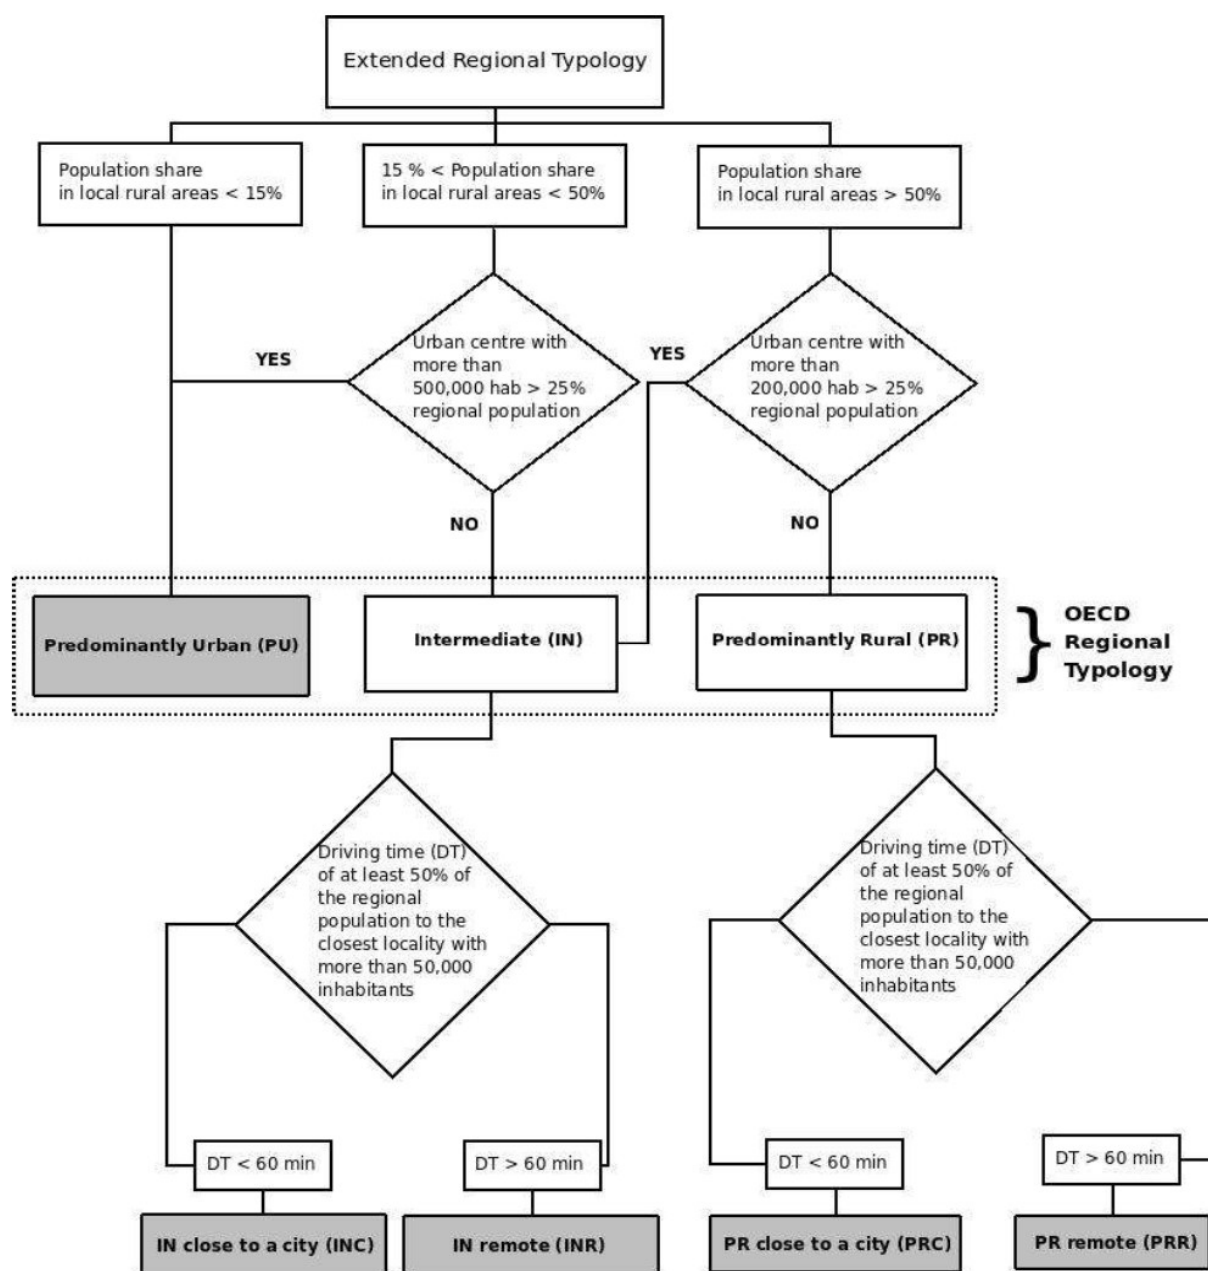 Extended Regional Typology
Population share
in local rural areas < 15%
15 % < Population share
in local rural areas < 50%
Population share
in local rural areas > 50%
YES
Urban centre with
more than
500,000 hab > 25%
regional population
YES
Urban centre with
more than
200,000 hab > 25%
regional population
NO
NO
Predominantly Urban (PU)
Intermediate (IN)
Predominantly Rural (PR)
OECD
Regional
Typology
Driving time (DT)
of at least 50% of
the regional
population to the
closest locality with
more than 50,000
inhabitants
Driving time (DT)
of at least 50% of
the regional
population to the
closest locality with
more than 50,000
inhabitants
DT < 60 min
DT > 60 min
DT < 60 min
DT > 60 min
IN close to a city (INC)
IN remote (INR)
PR close to a city (PRC)
PR remote (PRR)